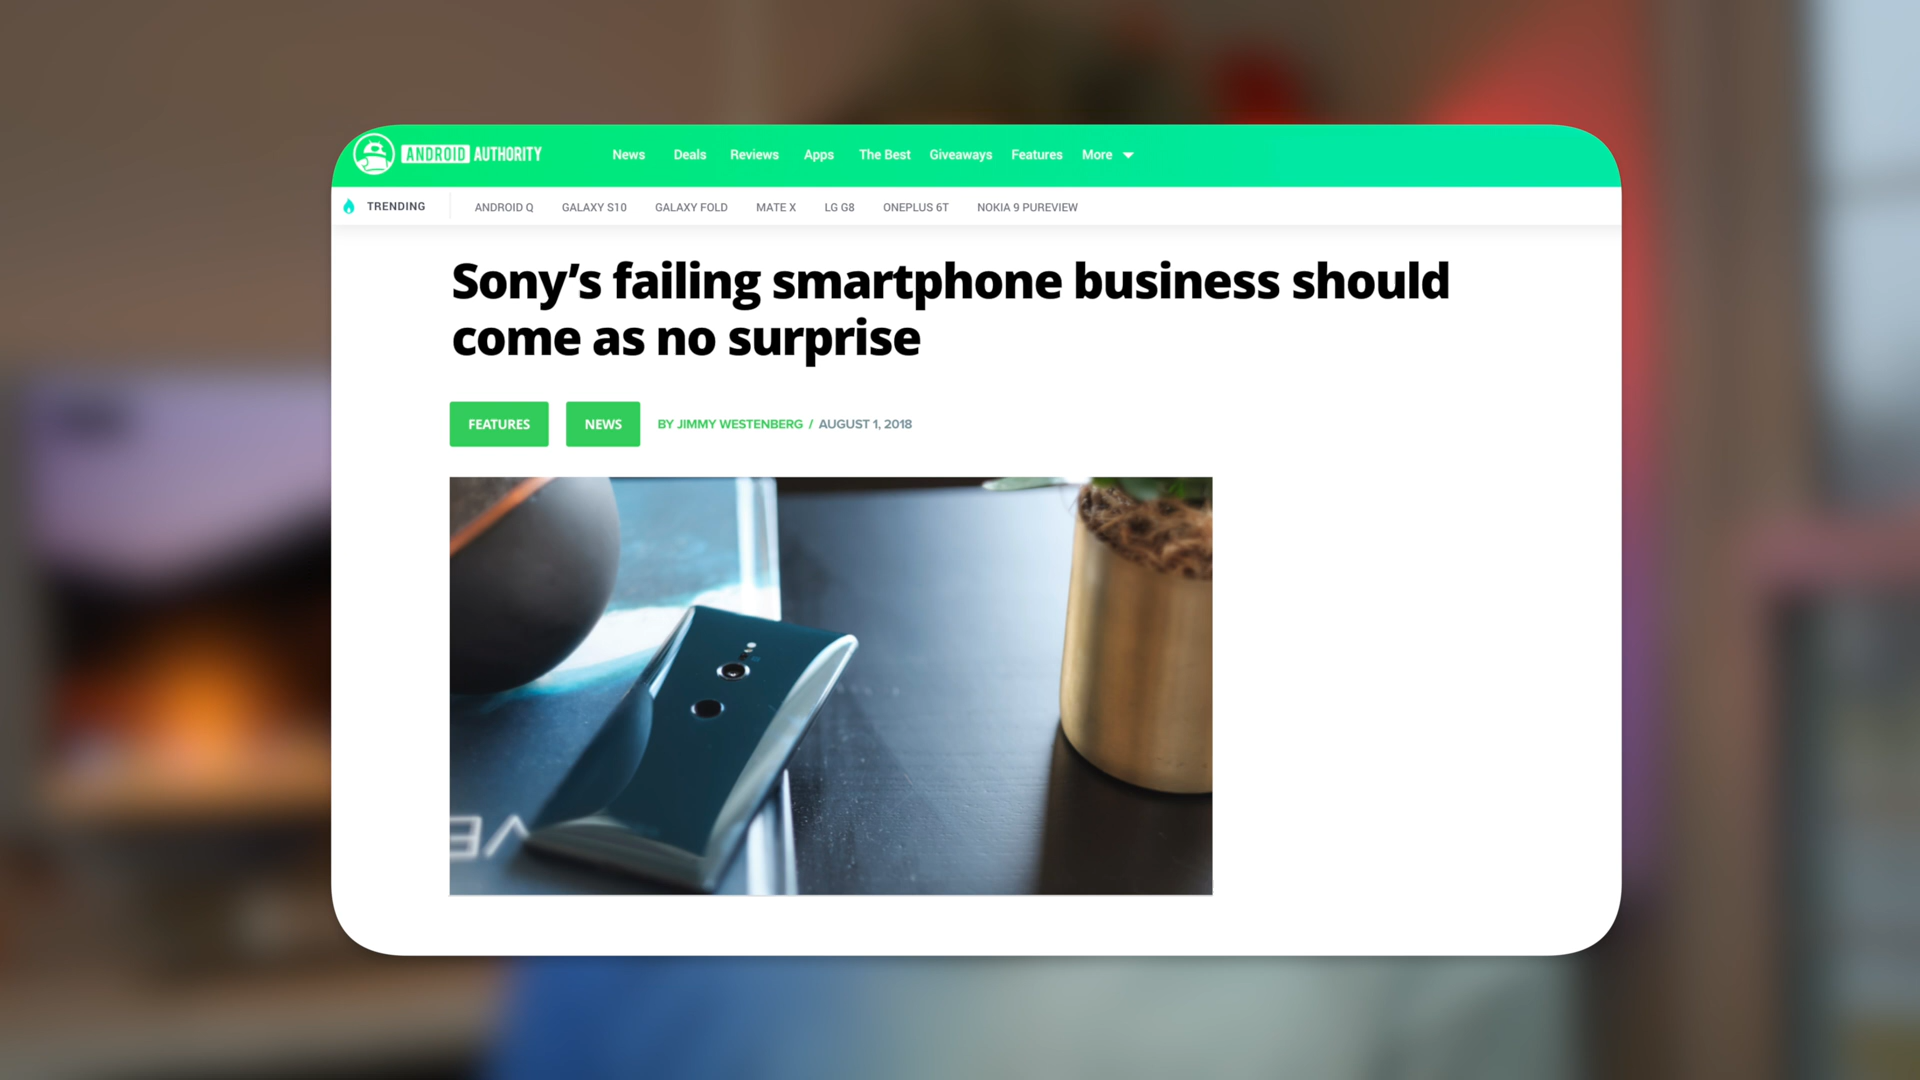 ANDROID AUTHORITY News Deals Reviews Apps The Best Giveaways Features More
TRENDING ANDROID Q GALAXY S10 GALAXY FOLD MATE X LG G8 ONEPLUS 6T NOKIA 9 PUREVIEW
Sony’s failing smartphone business should
come as no surprise
FEATURES NEWS BY JIMMY WESTENBERG / AUGUST 1, 2018